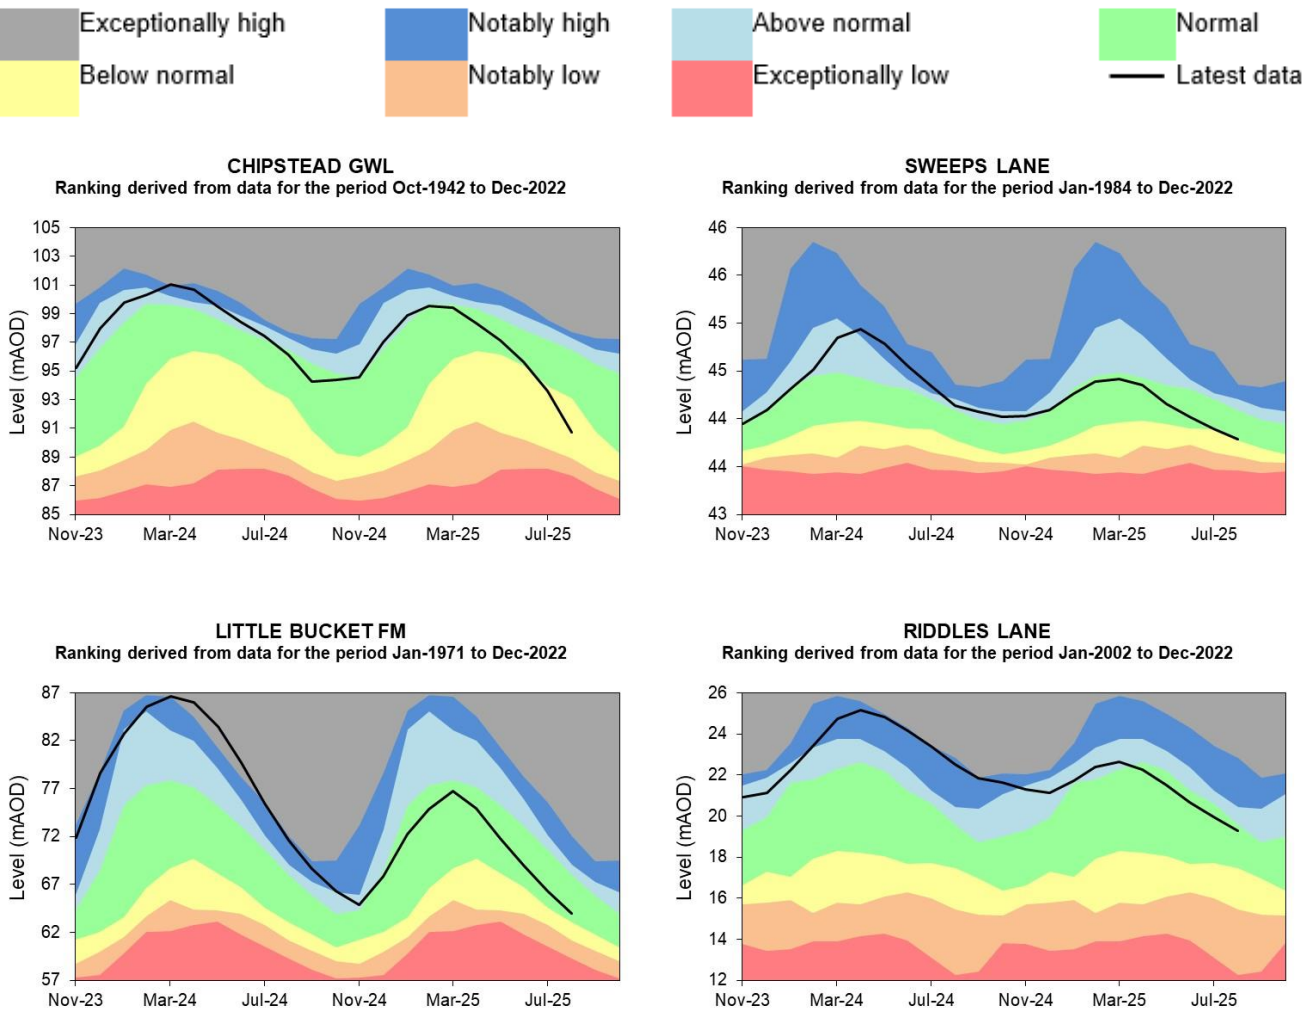 Exceptionally high Notably high Above normal Normal
Below normal Notably low Exceptionally low Latest data
CHIPSTEAD GWL
Ranking derived from data for the period Oct-1942 to Dec-2022
Level (mAOD)
105
103
101
99
97
95
93
91
89
87
85
Nov-23 Mar-24 Jul-24 Nov-24 Mar-25 Jul-25
SWEEPS LANE
Ranking derived from data for the period Jan-1984 to Dec-2022
Level (mAOD)
46
46
45
45
44
44
43
Nov-23 Mar-24 Jul-24 Nov-24 Mar-25 Jul-25
LITTLE BUCKET FM
Ranking derived from data for the period Jan-1971 to Dec-2022
Level (mAOD)
87
82
77
72
67
62
57
Nov-23 Mar-24 Jul-24 Nov-24 Mar-25 Jul-25
RIDDLES LANE
Ranking derived from data for the period Jan-2002 to Dec-2022
Level (mAOD)
26
24
22
20
18
16
14
12
Nov-23 Mar-24 Jul-24 Nov-24 Mar-25 Jul-25